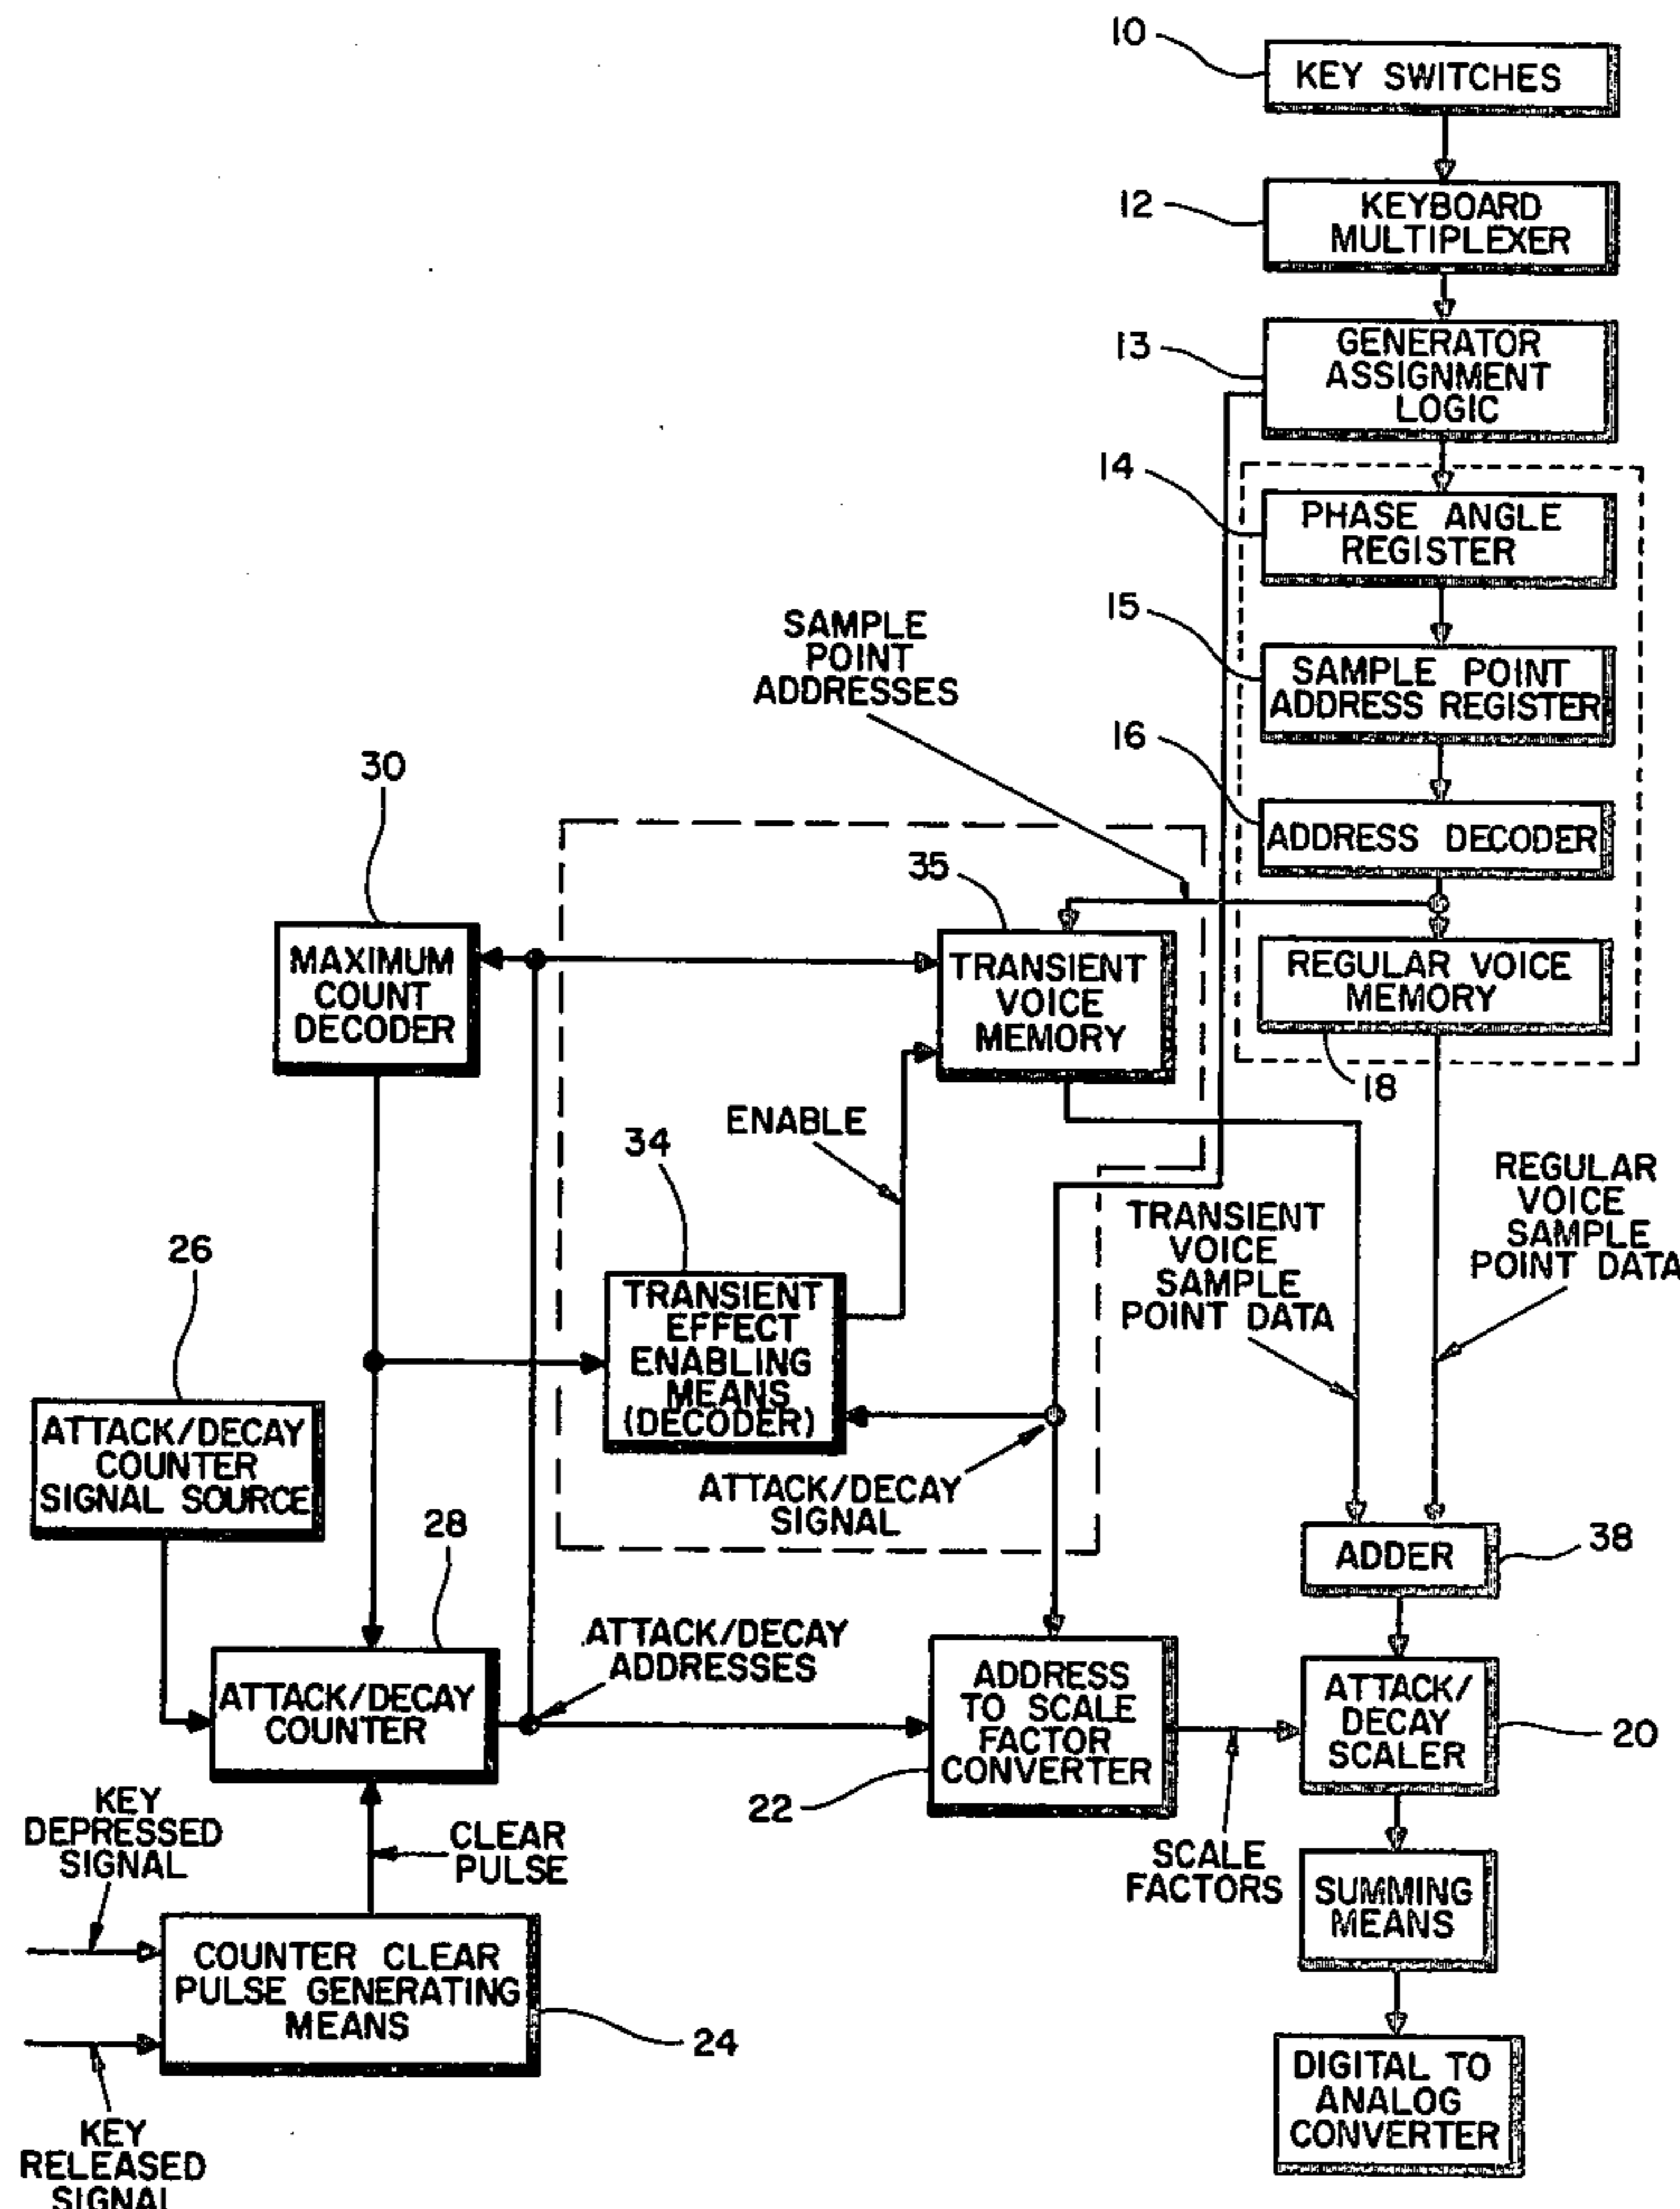 10
KEY SWITCHES
12
KEYBOARD
MULTIPLEXER
13
GENERATOR
ASSIGNMENT
LOGIC
14
PHASE ANGLE
REGISTER
15
SAMPLE POINT
ADDRESS REGISTER
16
ADDRESS DECODER
REGULAR VOICE
MEMORY
18
SAMPLE
POINT
ADDRESSES
30
MAXIMUM
COUNT
DECODER
35
TRANSIENT
VOICE
MEMORY
ENABLE
34
TRANSIENT
EFFECT
ENABLING
MEANS
(DECODER)
ATTACK/DECAY
SIGNAL
TRANSIENT
VOICE
SAMPLE
POINT DATA
REGULAR
VOICE
SAMPLE
POINT DATA
26
ATTACK/DECAY
COUNTER
SIGNAL SOURCE
28
ATTACK/DECAY
COUNTER
ATTACK/DECAY
ADDRESSES
ADDRESS
TO SCALE
FACTOR
CONVERTER
22
SCALE
FACTORS
ADDER
38
ATTACK/
DECAY
SCALER
20
SUMMING
MEANS
DIGITAL TO
ANALOG
CONVERTER
KEY
DEPRESSED
SIGNAL
CLEAR
PULSE
COUNTER CLEAR
PULSE GENERATING
MEANS
24
KEY
RELEASED
SIGNAL